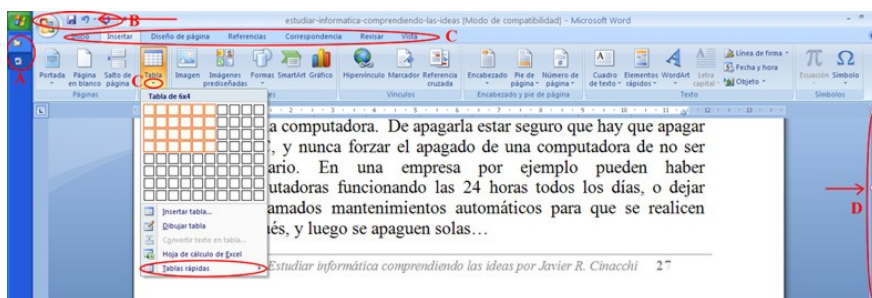 B
estudiar-informatica-comprendiendo-las-ideas [Modo de compatibilidad] - Microsoft Word
Inicio Insertar Diseño de página Referencias Correspondencia Revisar Vista C
A
Portada Página en blanco Salto de página Tabla Imagen Imágenes prediseñadas Formas SmartArt Gráfico Hipervínculo Marcador Referencia cruzada Encabezado Pie de página Número de página Cuadro de texto Elementos rápidos WordArt Letra capital Línea de firma Fecha y hora Objeto Ecuación Símbolo
C
Páginas Vínculos Encabezado y pie de página Texto Símbolos
Tabla de 6x4
a computadora. De apagarla estar seguro que hay que apagar
, y nunca forzar el apagado de una computadora de no ser
ario. En una empresa por ejemplo pueden haber
utadoras funcionando las 24 horas todos los días, o dejar
amados mantenimientos automáticos para que se realicen
ués, y luego se apaguen solas…
D
Insertar tabla...
Dibujar tabla
Convertir texto en tabla...
Hoja de cálculo de Excel
Tablas rápidas
Estudiar informática comprendiendo las ideas por Javier R. Cinacchi 27